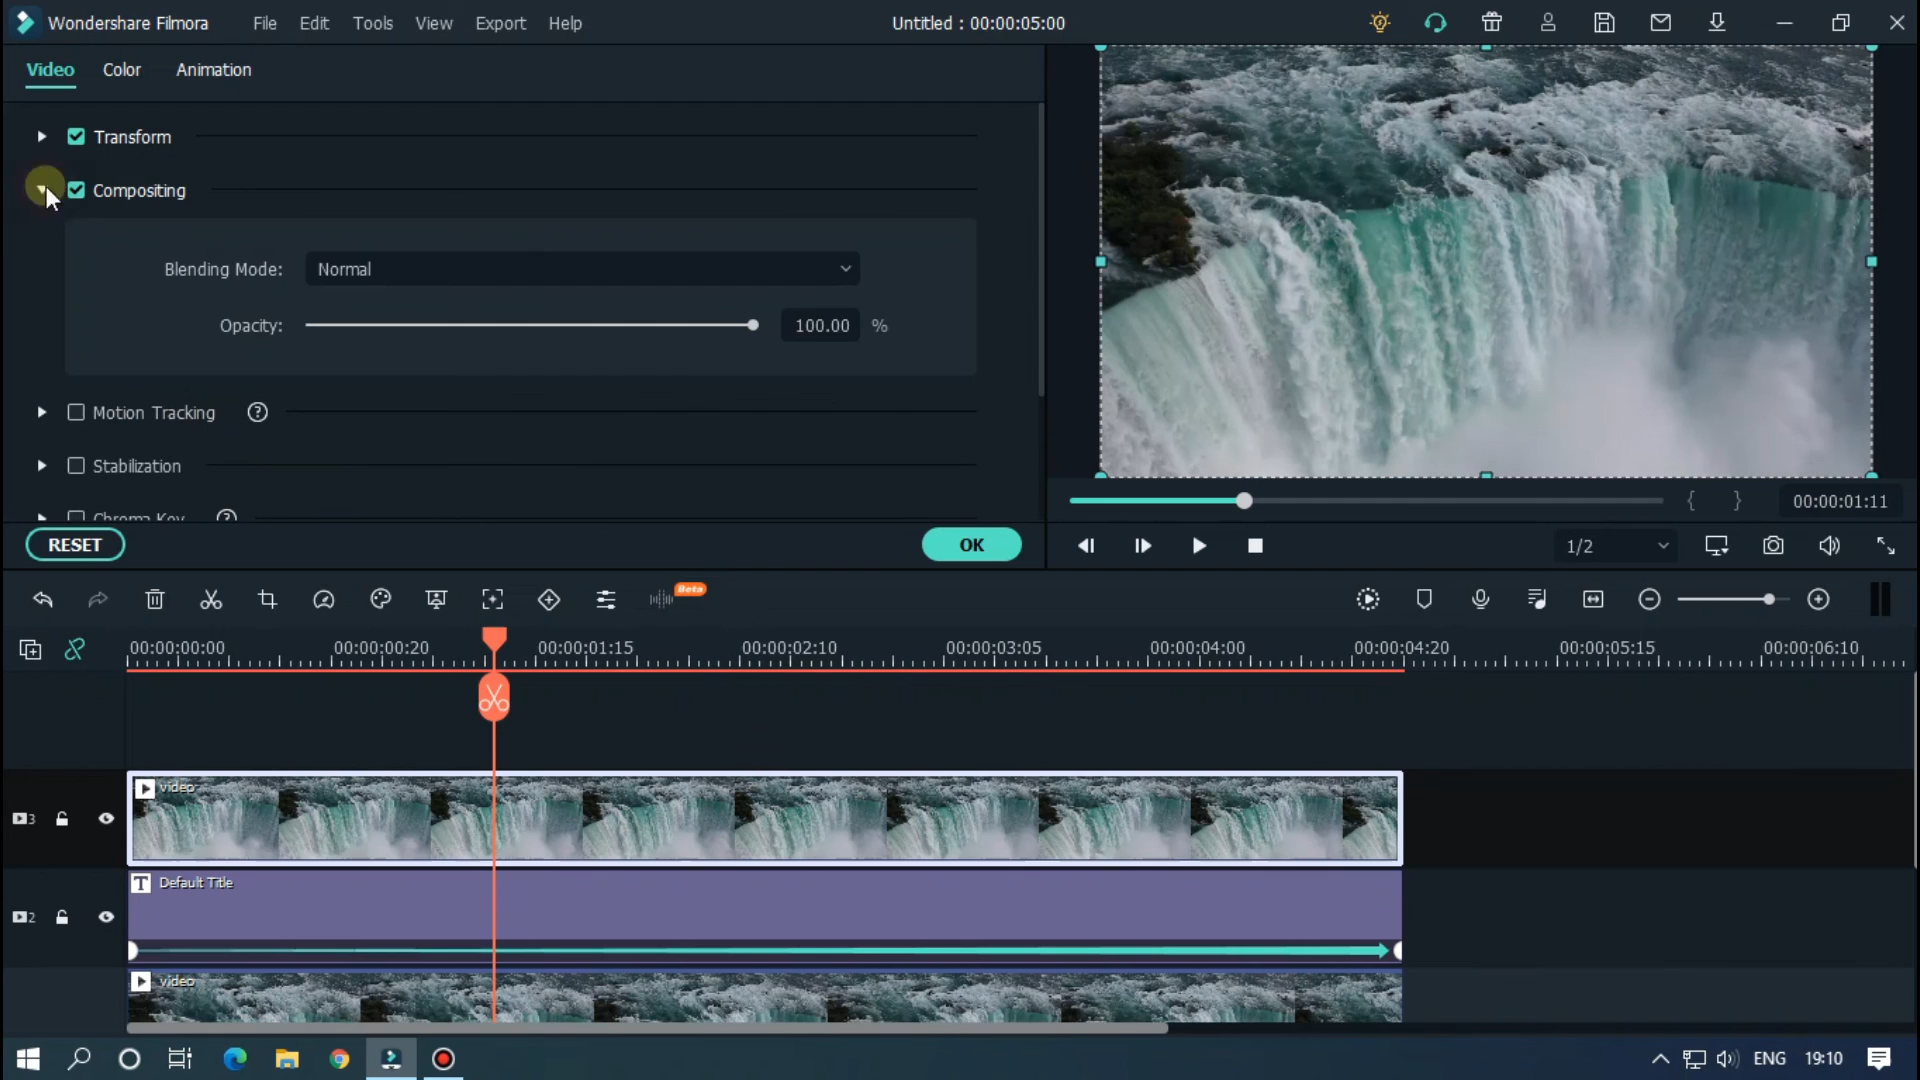 Wondershare Filmora File Edit Tools View Export Help Untitled : 00:00:05:00
Video Color Animation
Transform
Compositing
Blending Mode: Normal
Opacity: 100.00 %
Motion Tracking ?
Stabilization
Chroma Key ?
{ } 00:00:01:11
RESET OK
1/2
Beta
00:00:00:00 00:00:00:20 00:00:01:15 00:00:02:10 00:00:03:05 00:00:04:00 00:00:04:20 00:00:05:15 00:00:06:10
video
3
T Default Title
2
video
ENG 19:10